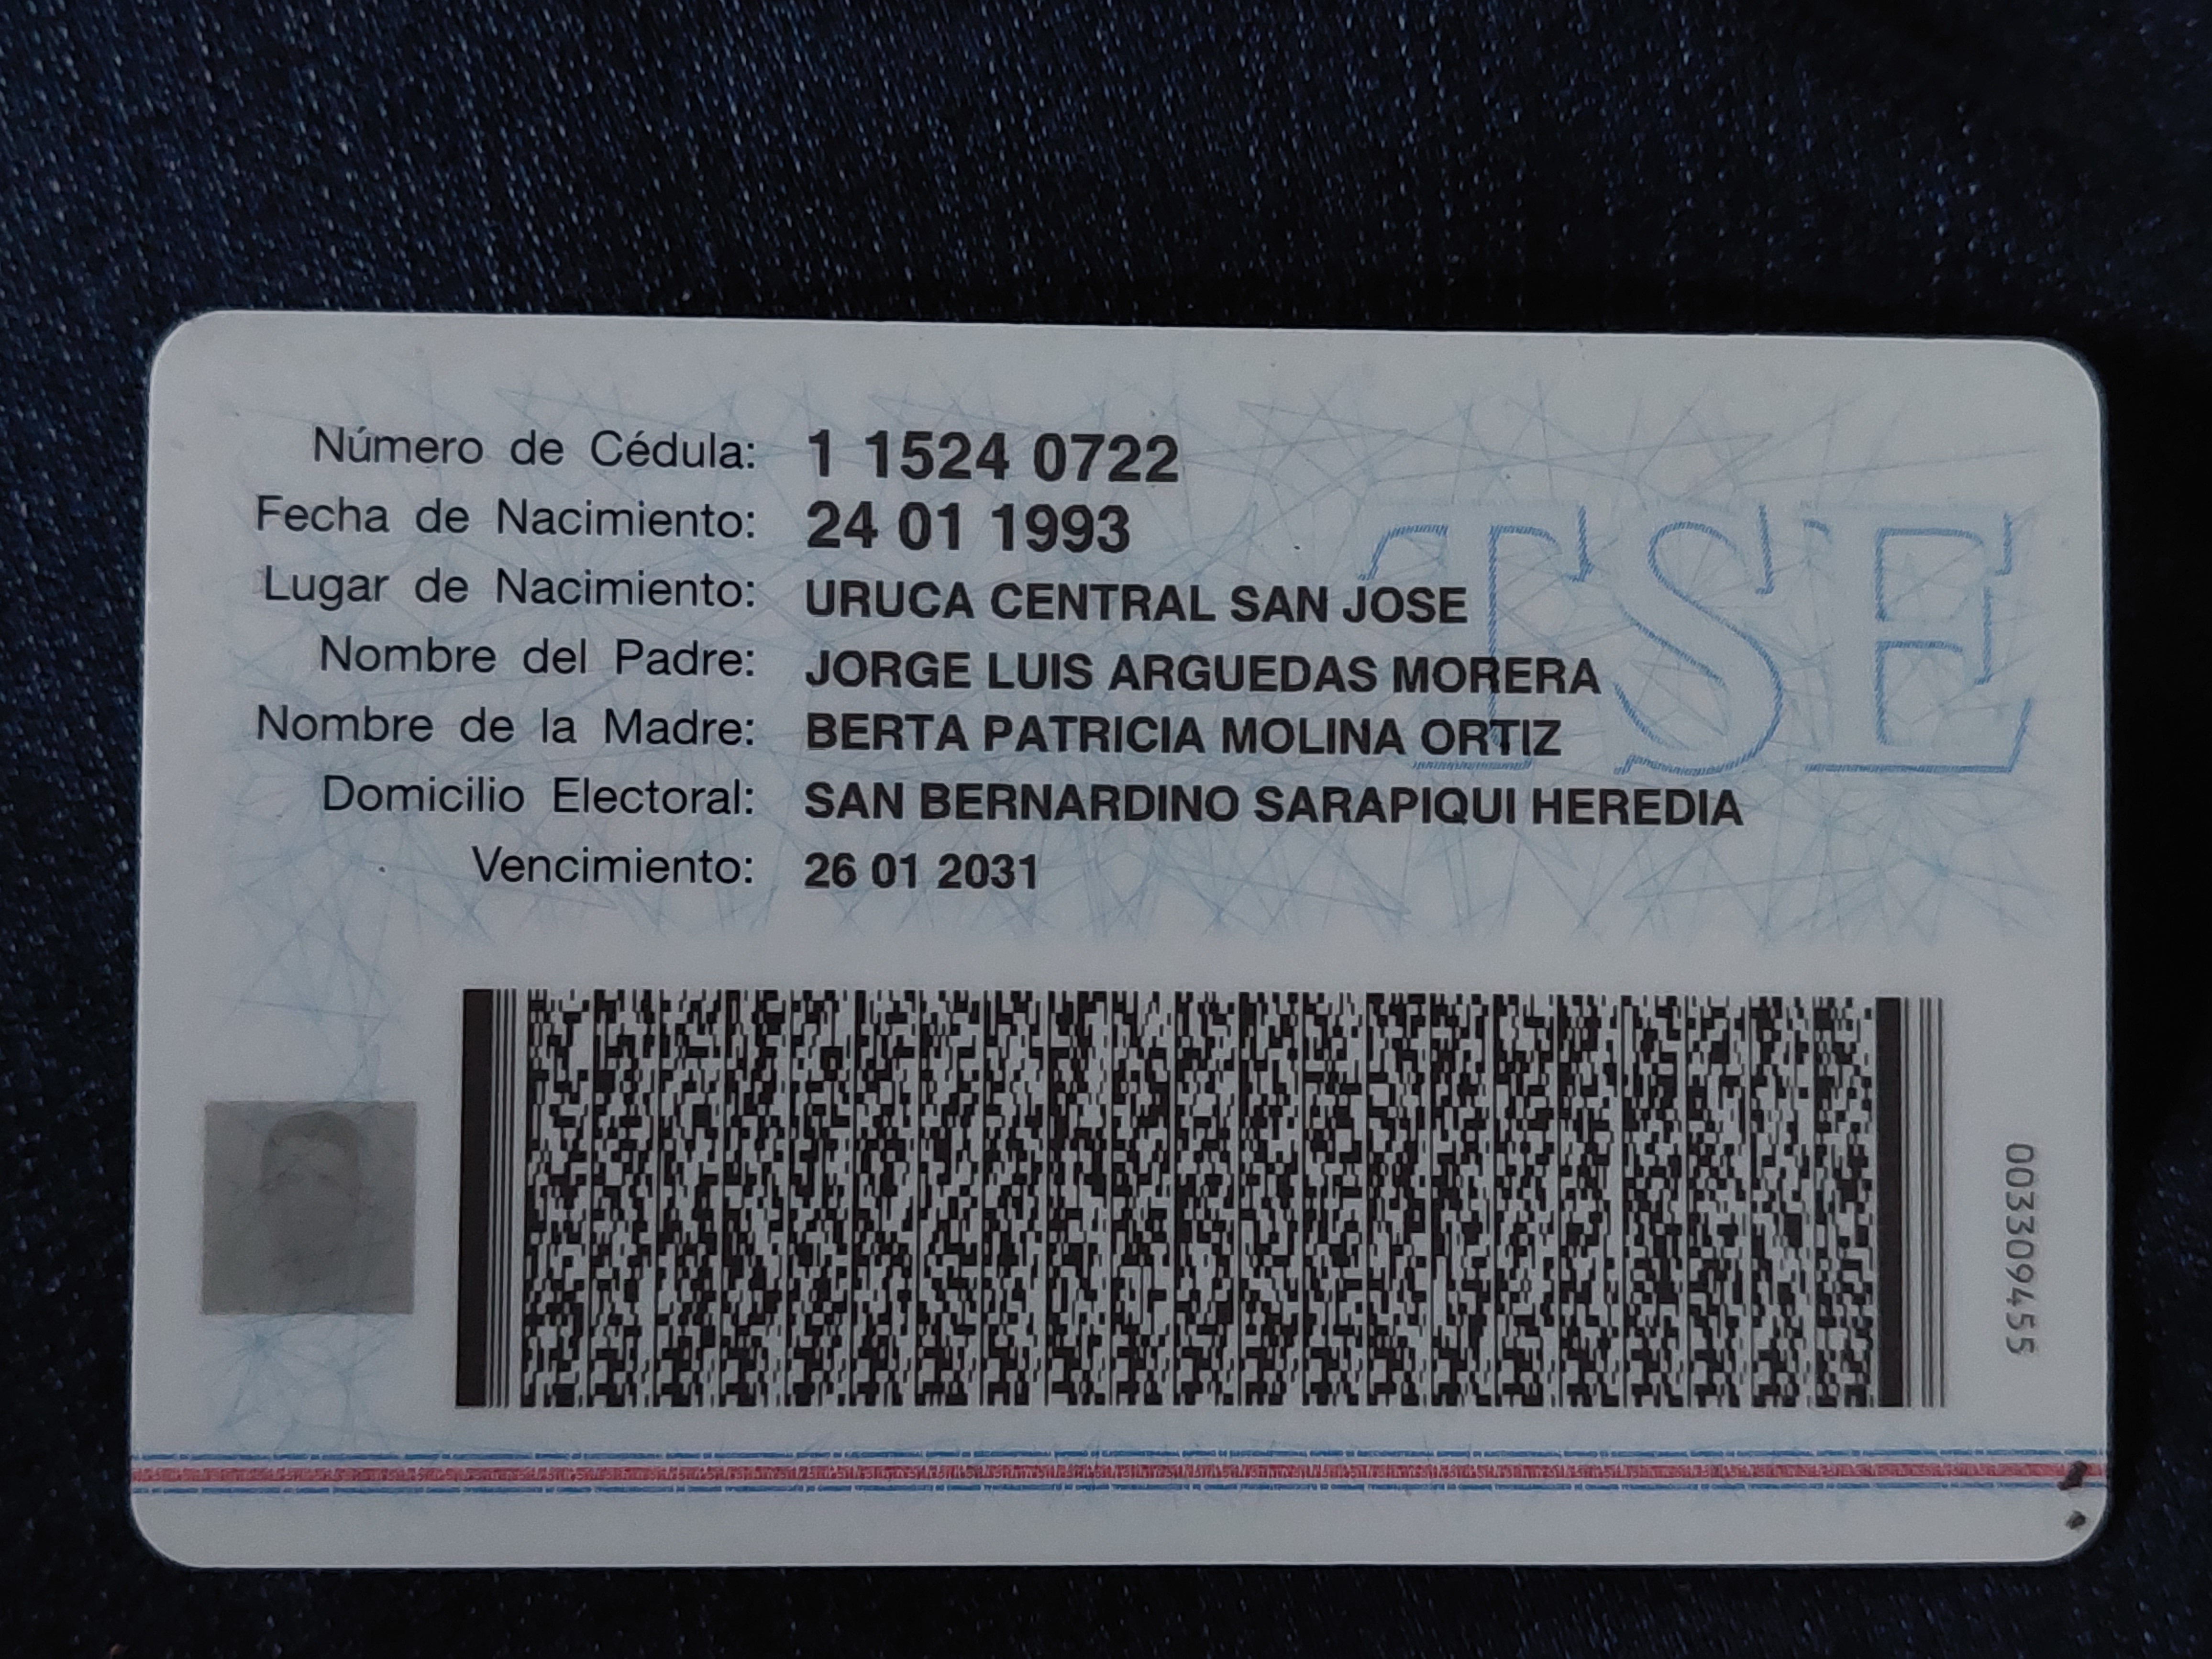 Número de Cédula: 1 1524 0722
Fecha de Nacimiento: 24 01 1993
Lugar de Nacimiento: URUCA CENTRAL SAN JOSE
Nombre del Padre: JORGE LUIS ARGUEDAS MORERA
Nombre de la Madre: BERTA PATRICIA MOLINA ORTIZ
Domicilio Electoral: SAN BERNARDINO SARAPIQUI HEREDIA
Vencimiento: 26 01 2031
TSE
003309455